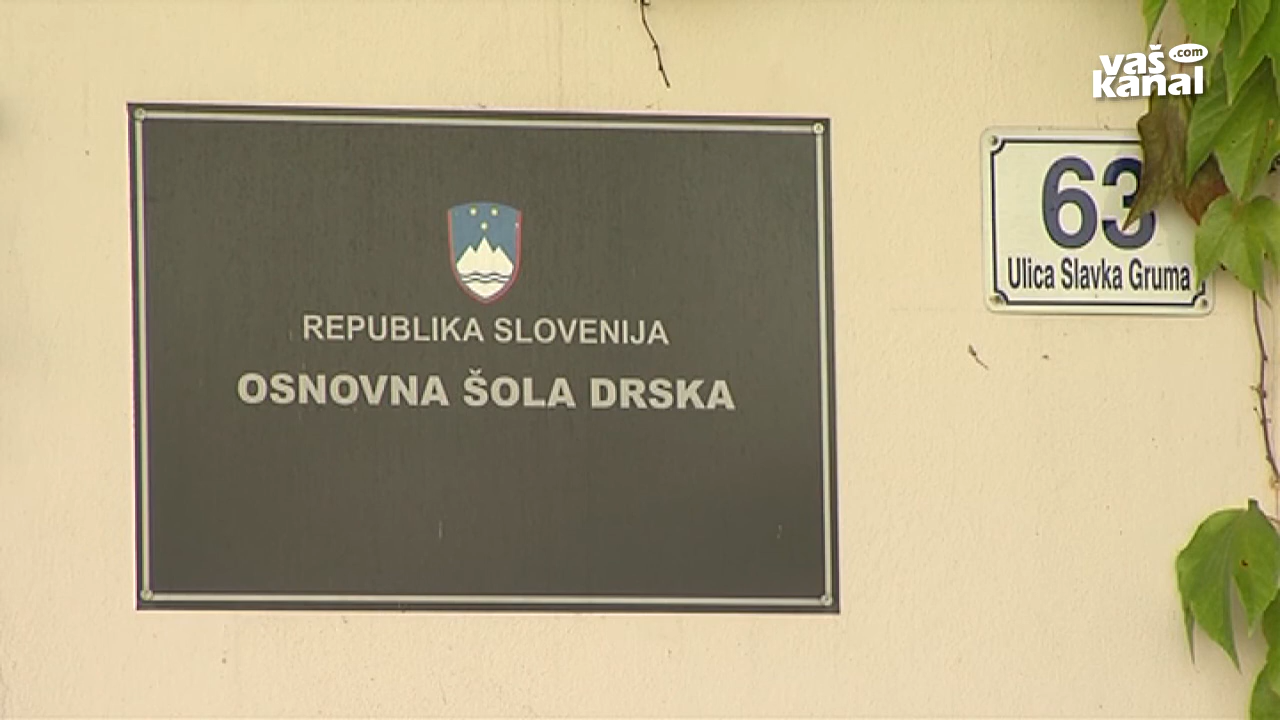 vaš.com
kanal
REPUBLIKA SLOVENIJA
OSNOVNA ŠOLA DRSKA
63
Ulica Slavka Gruma